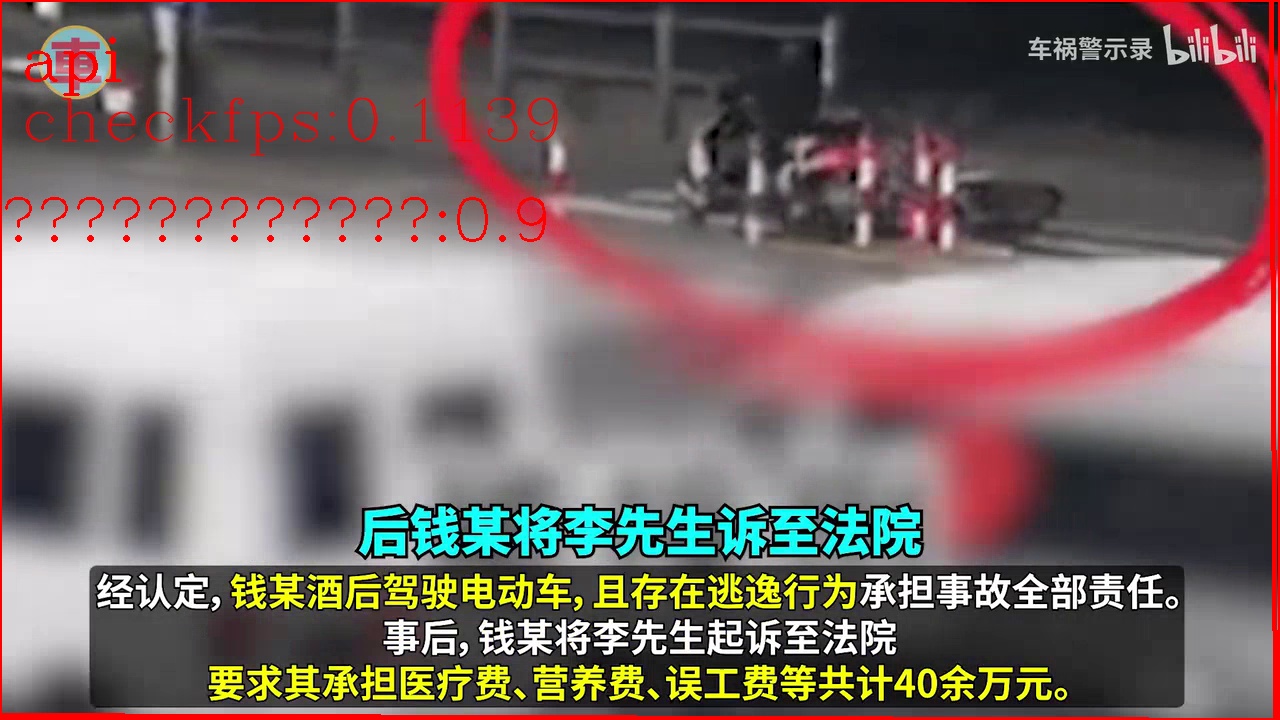 车祸警示录 bilibili
api
checkfps:0.1139
????????????:0.9
后钱某将李先生诉至法院
经认定,钱某酒后驾驶电动车,且存在逃逸行为承担事故全部责任。
事后,钱某将李先生起诉至法院
要求其承担医疗费、营养费、误工费等共计40余万元。